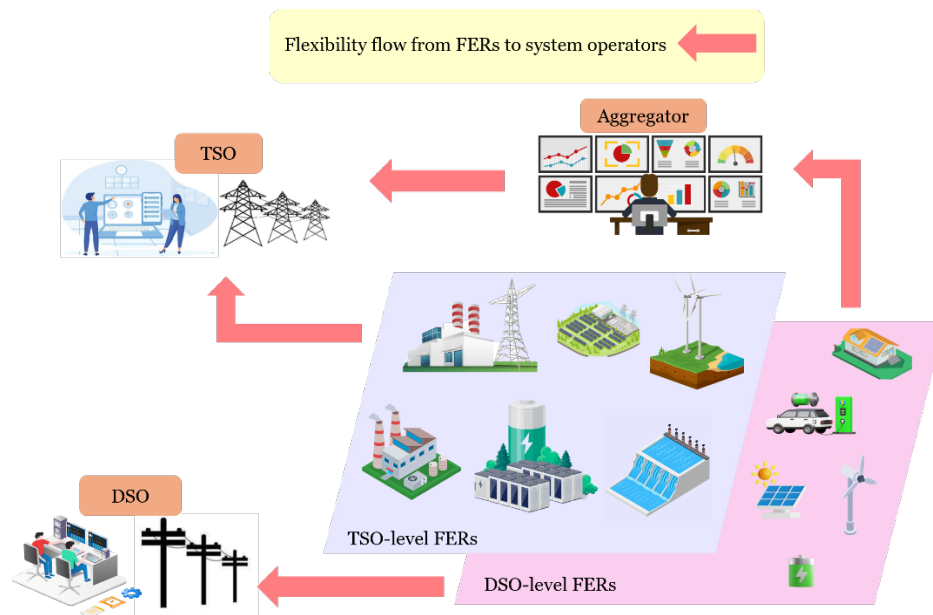 Flexibility flow from FERs to system operators
Aggregator
TSO
DSO
TSO-level FERs
DSO-level FERs